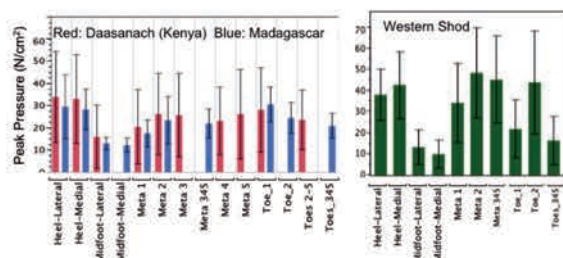 Red: Daasanach (Kenya)  Blue: Madagascar
Peak Pressure (N/cm²)
60
50
40
30
20
10
0
Heel-Lateral
Heel-Medial
Midfoot-Lateral
Midfoot-Medial
Meta 1
Meta 2
Meta 3
Meta 345
Meta 4
Meta 5
Toe_1
Toe_2
Toes 2-5
Toes_345
Western Shod
70
60
50
40
30
20
10
0
Heel-Lateral
Heel-Medial
Midfoot-Lateral
Midfoot-Medial
Meta 1
Meta 2
Meta 345
Toe_1
Toe_2
Toes_345